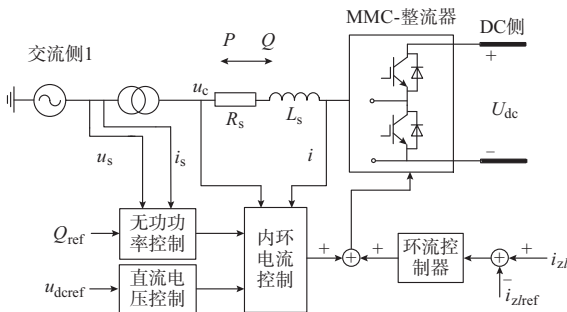 MMC-整流器
DC侧
交流侧1
P
Q
+
u_c
R_s
L_s
U_dc
−
u_s
i_s
i
Q_ref
无功功
率控制
内环
电流
控制
+
+
环流控
制器
+
i_zl
−
i_zlref
u_dcref
直流电
压控制